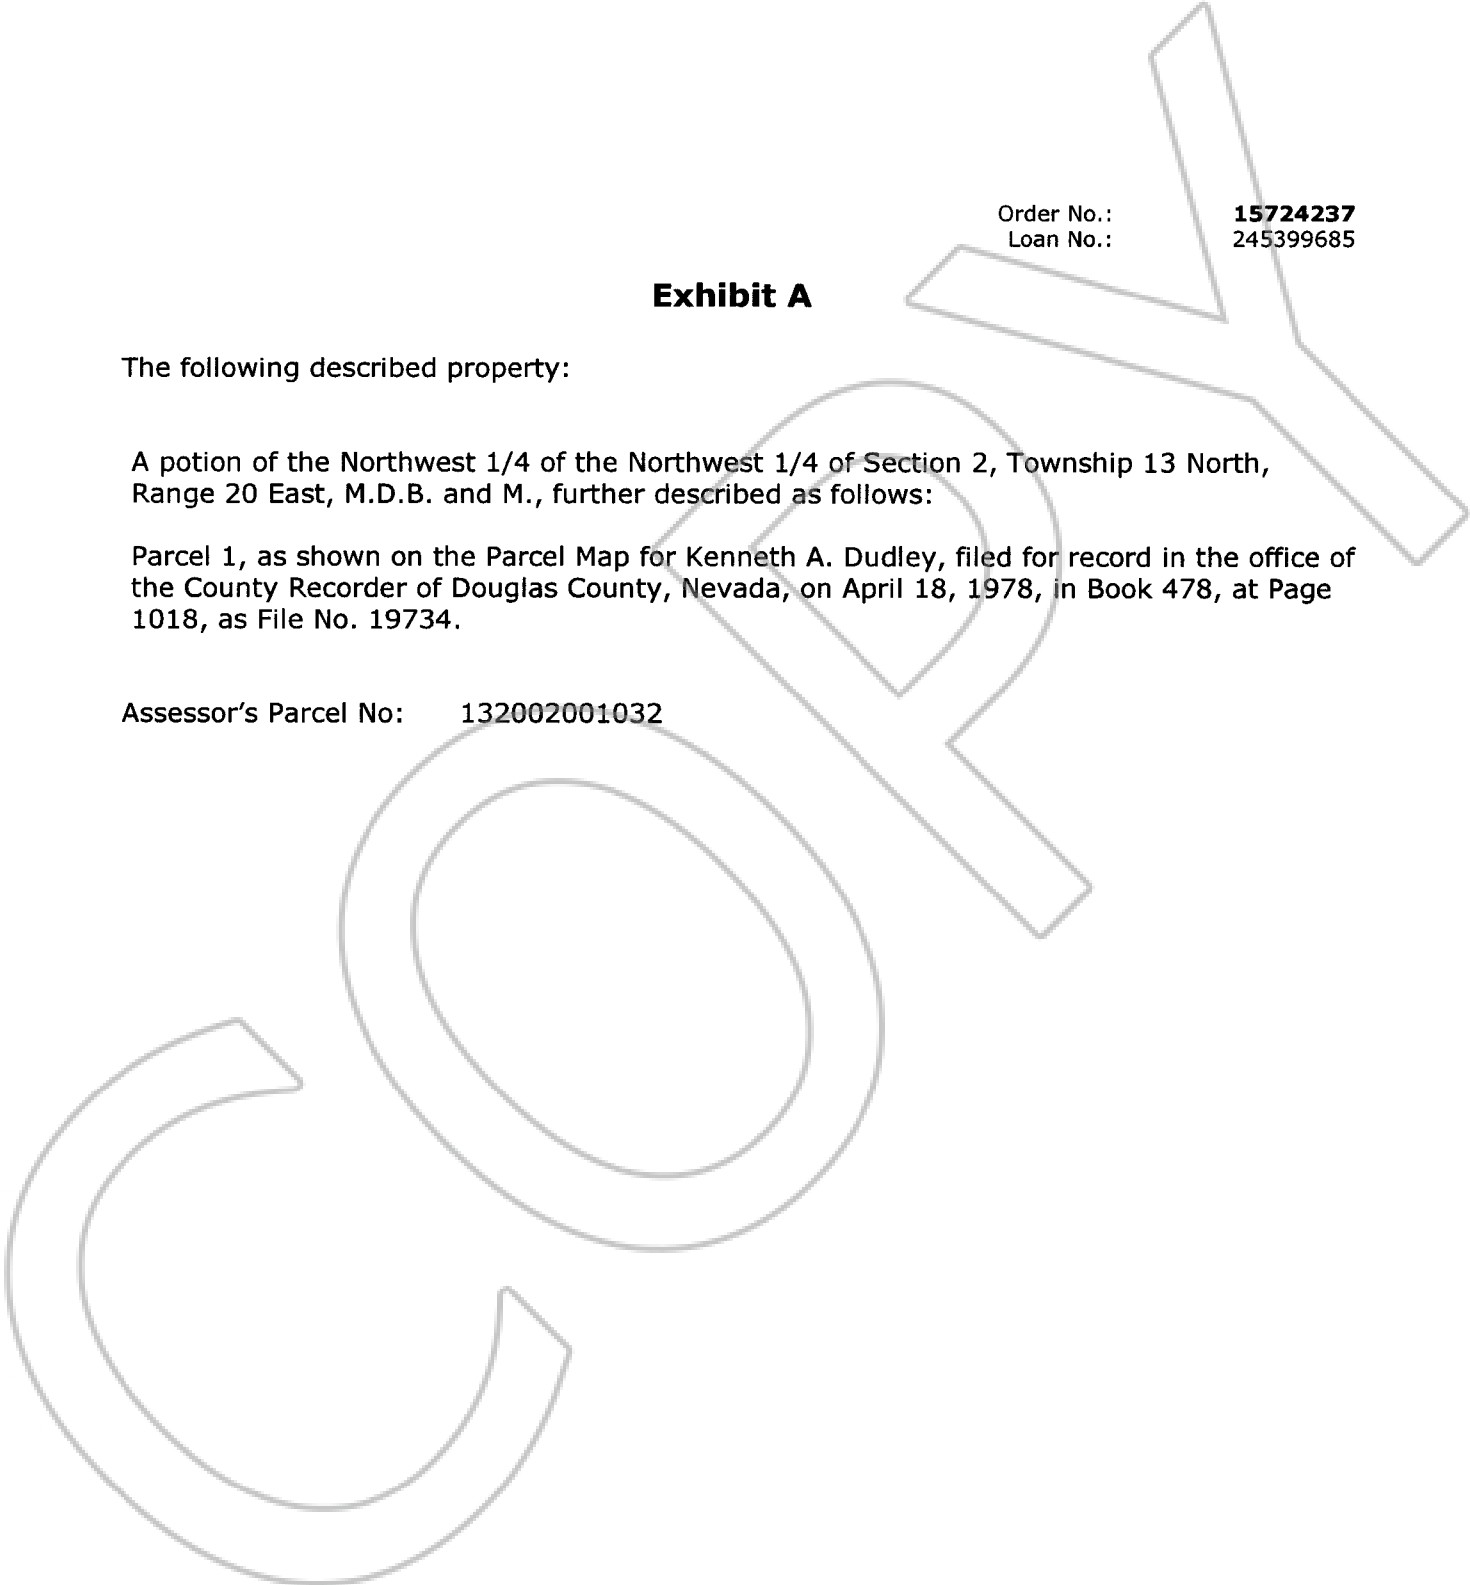 Order No.: 15724237
Loan No.: 245399685
Exhibit A
The following described property:
A potion of the Northwest 1/4 of the Northwest 1/4 of Section 2, Township 13 North,
Range 20 East, M.D.B. and M., further described as follows:
Parcel 1, as shown on the Parcel Map for Kenneth A. Dudley, filed for record in the office of
the County Recorder of Douglas County, Nevada, on April 18, 1978, in Book 478, at Page
1018, as File No. 19734.
Assessor's Parcel No: 132002001032
COPY